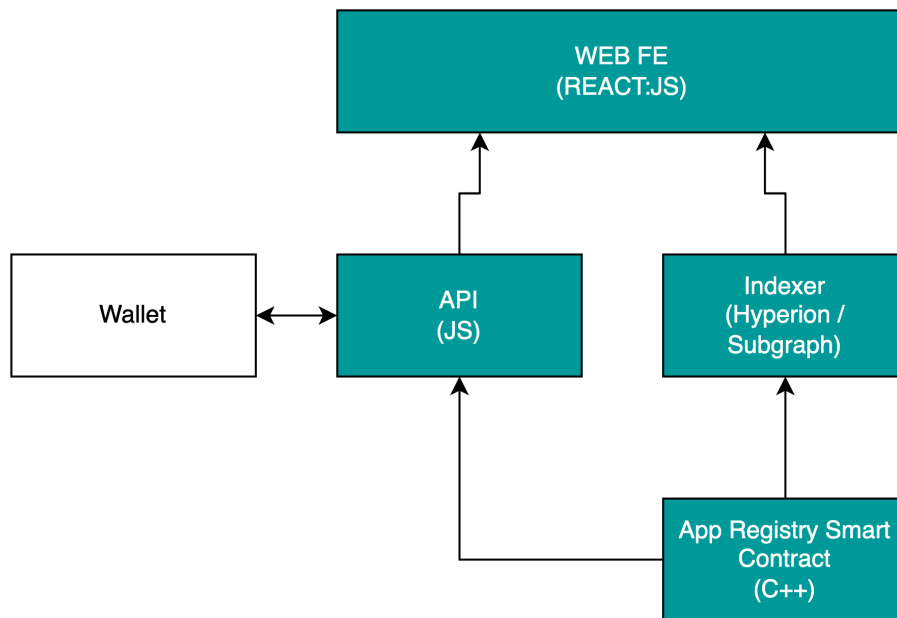 WEB FE
(REACT:JS)
Wallet
API
(JS)
Indexer
(Hyperion /
Subgraph)
App Registry Smart
Contract
(C++)